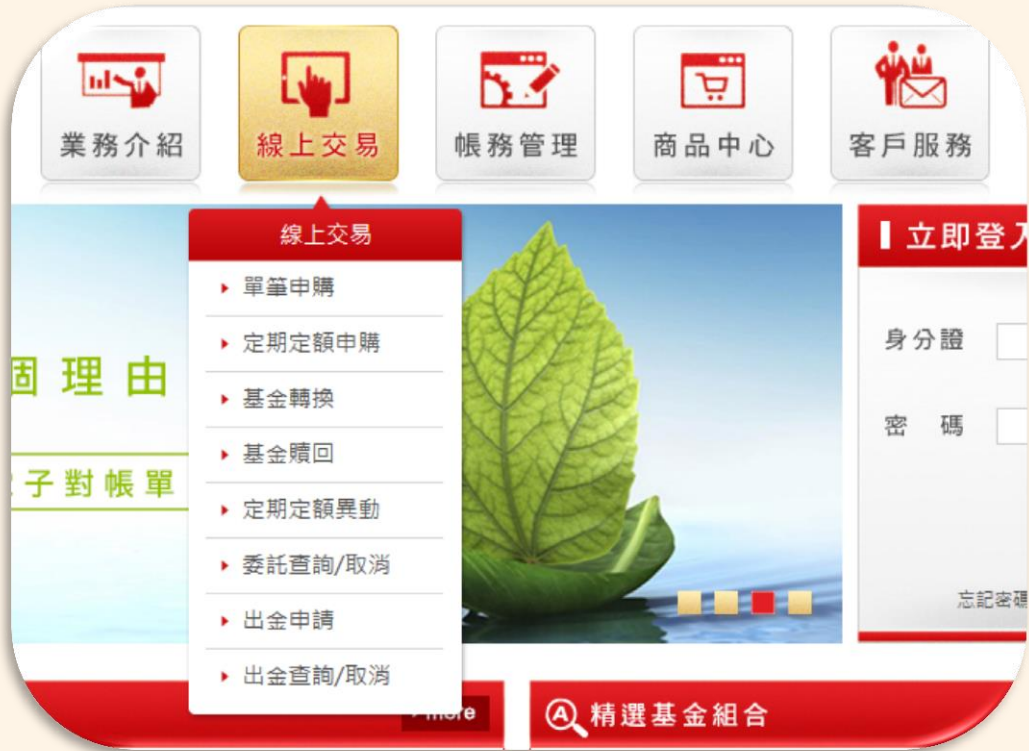 業務介紹
線上交易
帳務管理
商品中心
客戶服務
線上交易
單筆申購
定期定額申購
基金轉換
基金贖回
定期定額異動
委託查詢/取消
出金申請
出金查詢/取消
理由
子對帳單
立即登入
身分證
密 碼
忘記密碼
more
精選基金組合